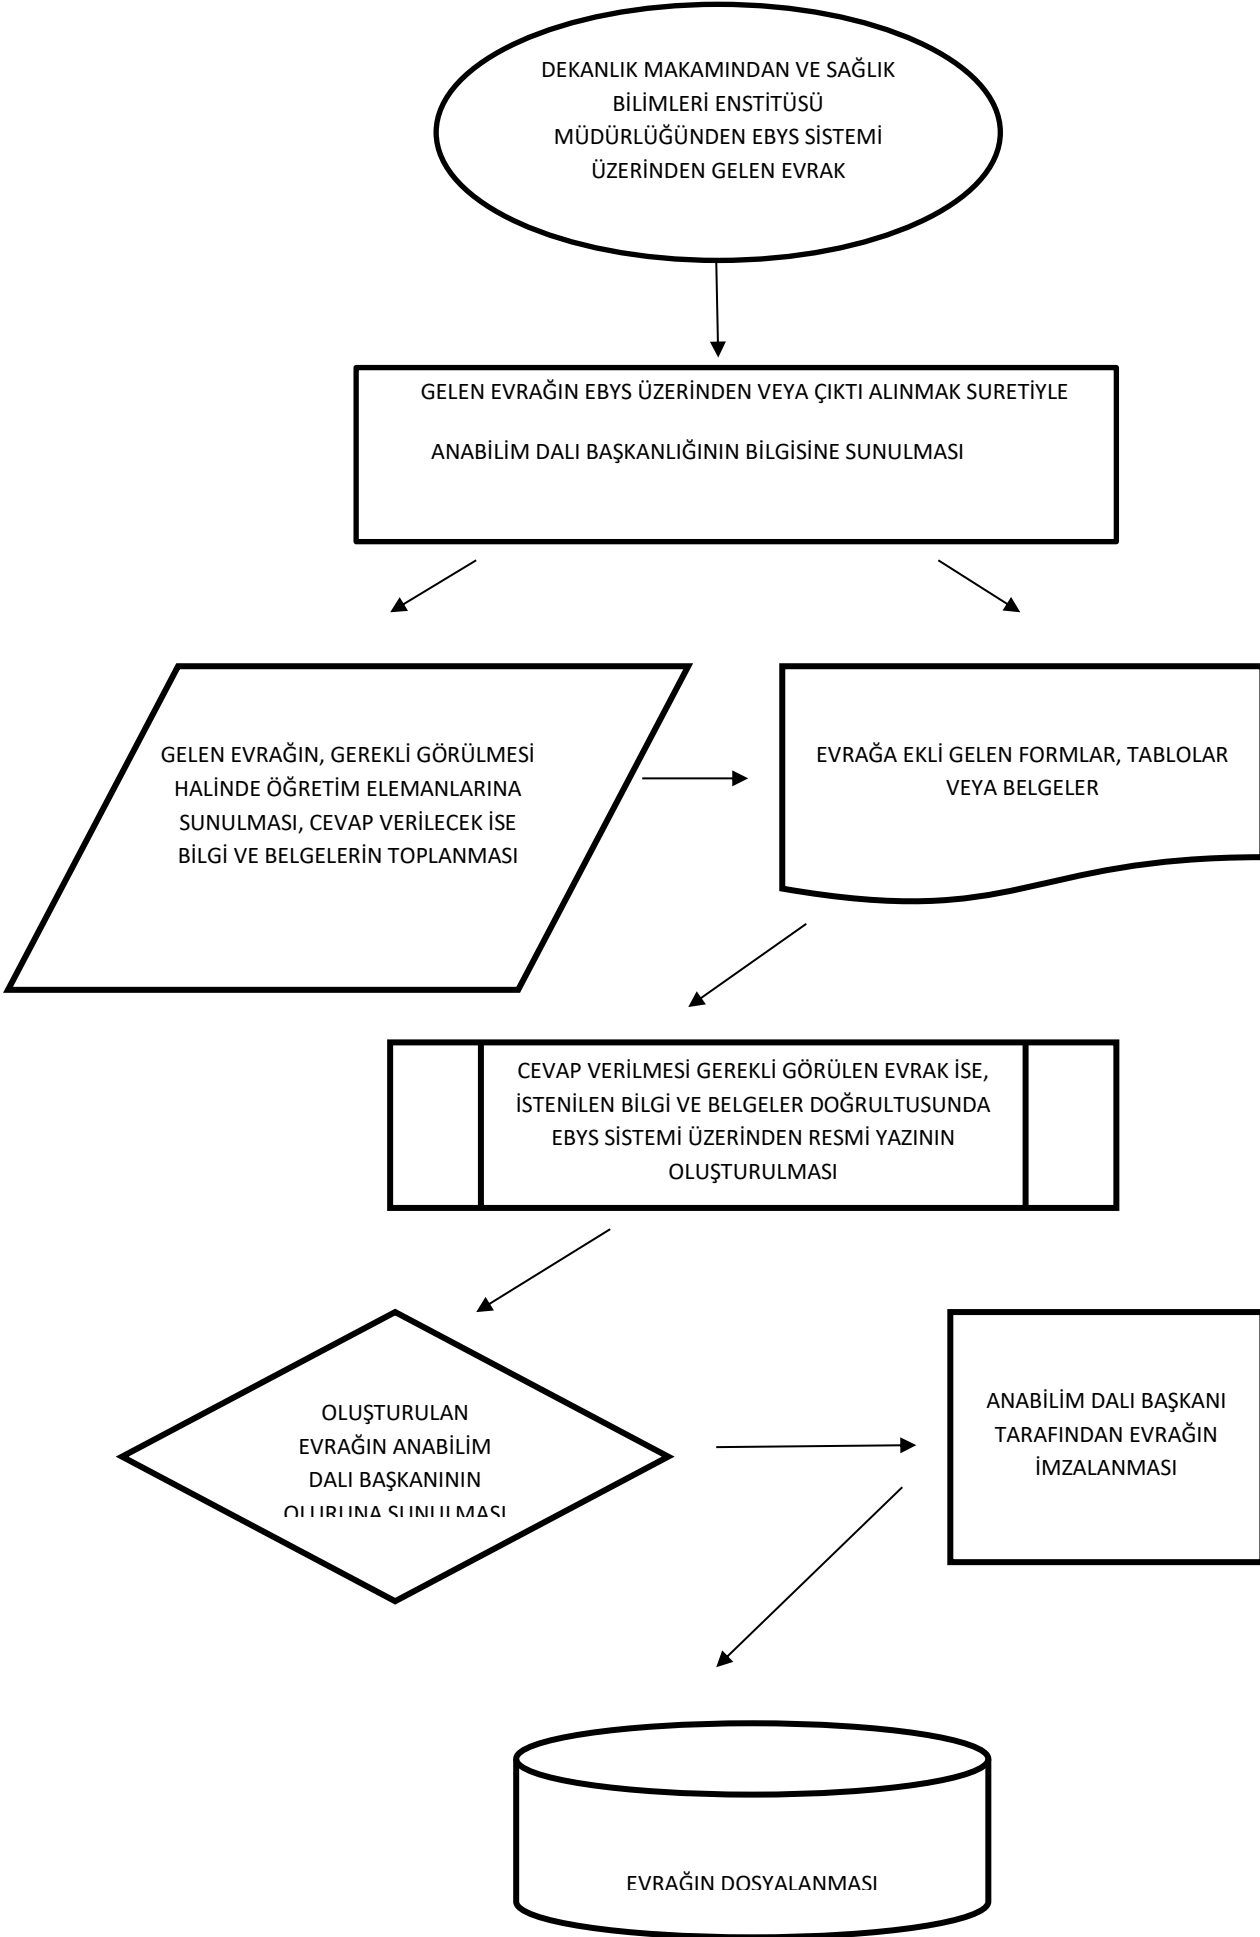 DEKANLIK MAKAMINDAN VE SAĞLIK
BİLİMLERİ ENSTİTÜSÜ
MÜDÜRLÜĞÜNDEN EBYS SİSTEMİ
ÜZERİNDEN GELEN EVRAK
GELEN EVRAĞIN EBYS ÜZERİNDEN VEYA ÇIKTI ALINMAK SURETİYLE
ANABİLİM DALI BAŞKANLIĞININ BİLGİSİNE SUNULMASI
GELEN EVRAĞIN, GEREKLİ GÖRÜLMESİ
HALİNDE ÖĞRETİM ELEMANLARINA
SUNULMASI, CEVAP VERİLECEK İSE
BİLGİ VE BELGELERİN TOPLANMASI
EVRAĞA EKLİ GELEN FORMLAR, TABLOLAR
VEYA BELGELER
CEVAP VERİLMESİ GEREKLİ GÖRÜLEN EVRAK İSE,
İSTENİLEN BİLGİ VE BELGELER DOĞRULTUSUNDA
EBYS SİSTEMİ ÜZERİNDEN RESMİ YAZININ
OLUŞTURULMASI
OLUŞTURULAN
EVRAĞIN ANABİLİM
DALI BAŞKANININ
OLURUNA SUNULMASI
ANABİLİM DALI BAŞKANI
TARAFINDAN EVRAĞIN
İMZALANMASI
EVRAĞIN DOSYALANMASI